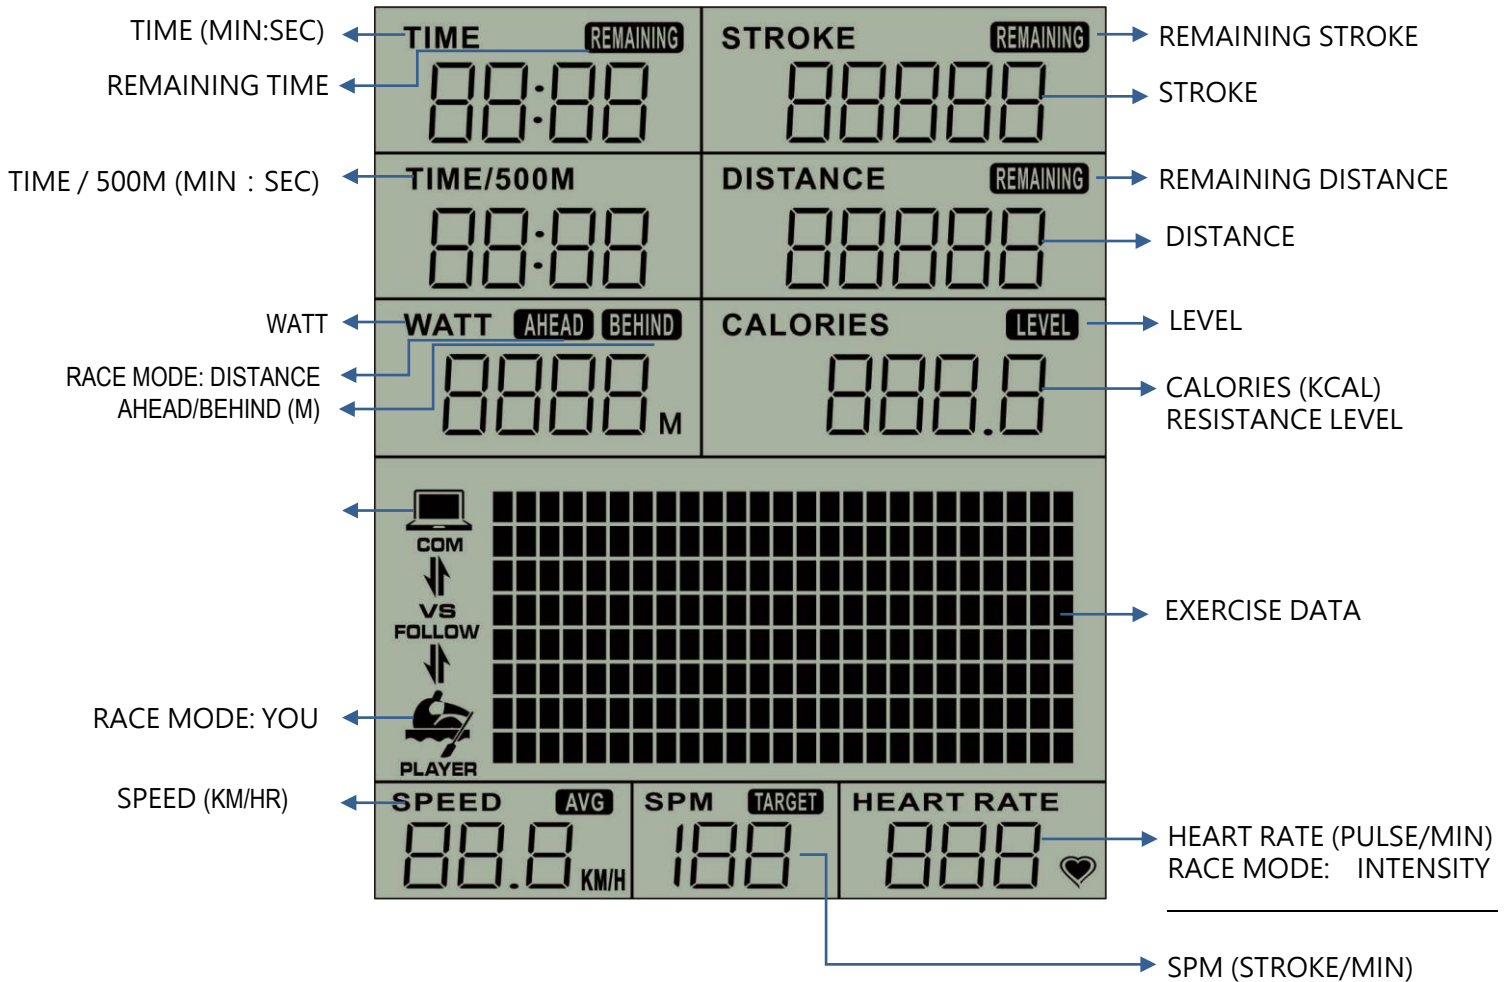 TIME (MIN:SEC)
REMAINING TIME
TIME REMAINING
88:88
STROKE REMAINING
88888
REMAINING STROKE
STROKE
TIME / 500M (MIN : SEC)
TIME/500M
88:88
DISTANCE REMAINING
88888
REMAINING DISTANCE
DISTANCE
WATT
RACE MODE: DISTANCE
AHEAD/BEHIND (M)
WATT AHEAD BEHIND
8888 M
CALORIES LEVEL
888.8
LEVEL
CALORIES (KCAL)
RESISTANCE LEVEL
COM
VS
FOLLOW
PLAYER
EXERCISE DATA
RACE MODE: YOU
SPEED (KM/HR)
SPEED AVG
88.8 KM/H
SPM TARGET
188
HEART RATE
888
HEART RATE (PULSE/MIN)
RACE MODE: INTENSITY
SPM (STROKE/MIN)